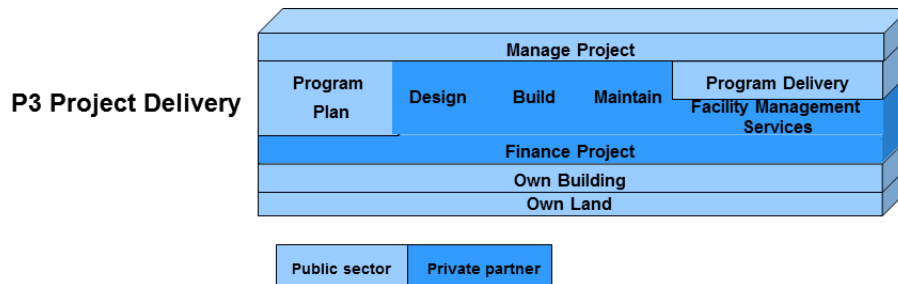 Manage Project
P3 Project Delivery
Program
Plan
Design
Build
Maintain
Program Delivery
Facility Management
Services
Finance Project
Own Building
Own Land
Public sector
Private partner